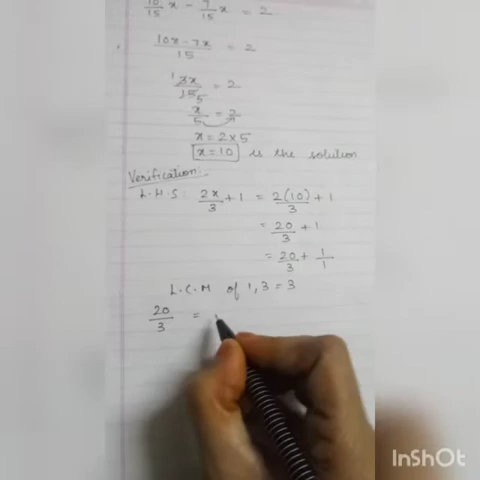 10/15 x - 7/15 x = 2
10x-7x/15 = 2
1 3x/15 5 = 2
x/5 = 2
x = 2 x 5
x = 10 is the solution
Verification:
L.H.S: 2x/3 + 1 = 2(10)/3 + 1
= 20/3 + 1
= 20/3 + 1/1
L.C.M of 1, 3 = 3
20/3 =
InShOt